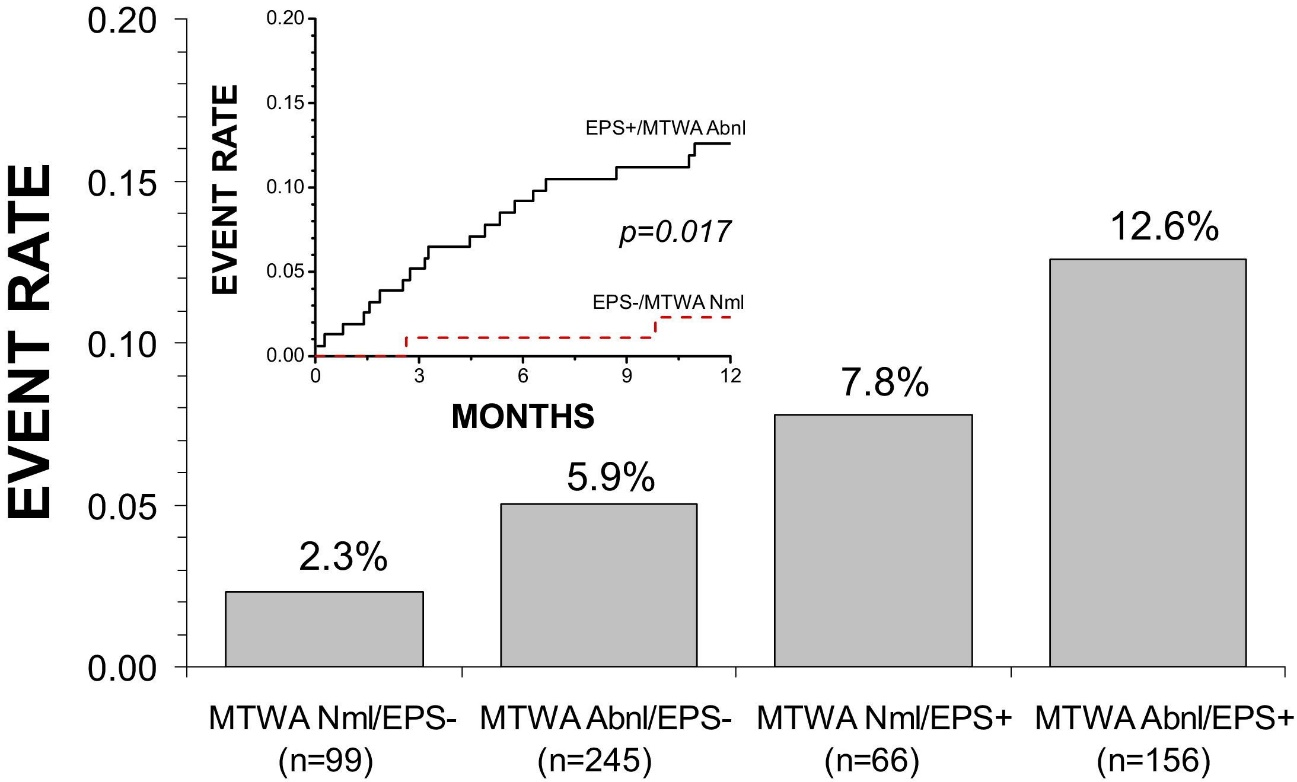 EVENT RATE
0.20
0.15
0.10
0.05
0.00
EVENT RATE
0.20
0.15
0.10
0.05
0.00
0 3 6 9 12
MONTHS
EPS+/MTWA Abnl
p=0.017
EPS-/MTWA Nml
2.3%
5.9%
7.8%
12.6%
MTWA Nml/EPS- MTWA Abnl/EPS- MTWA Nml/EPS+ MTWA Abnl/EPS+
(n=99) (n=245) (n=66) (n=156)